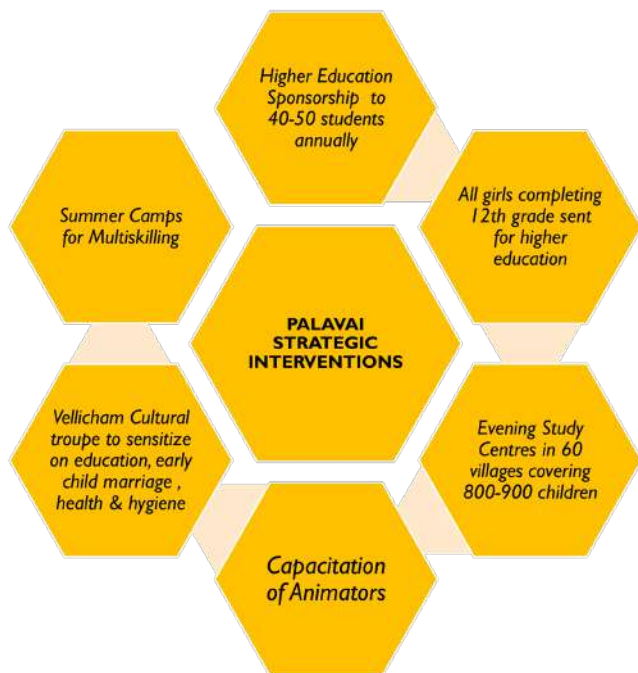 Higher Education
Sponsorship to
40-50 students
annually
All girls completing
12th grade sent
for higher
education
Evening Study
Centres in 60
villages covering
800-900 children
Capacitation
of Animators
Vellicham Cultural
troupe to sensitize
on education, early
child marriage ,
health & hygiene
Summer Camps
for Multiskilling
PALAVAI
STRATEGIC
INTERVENTIONS